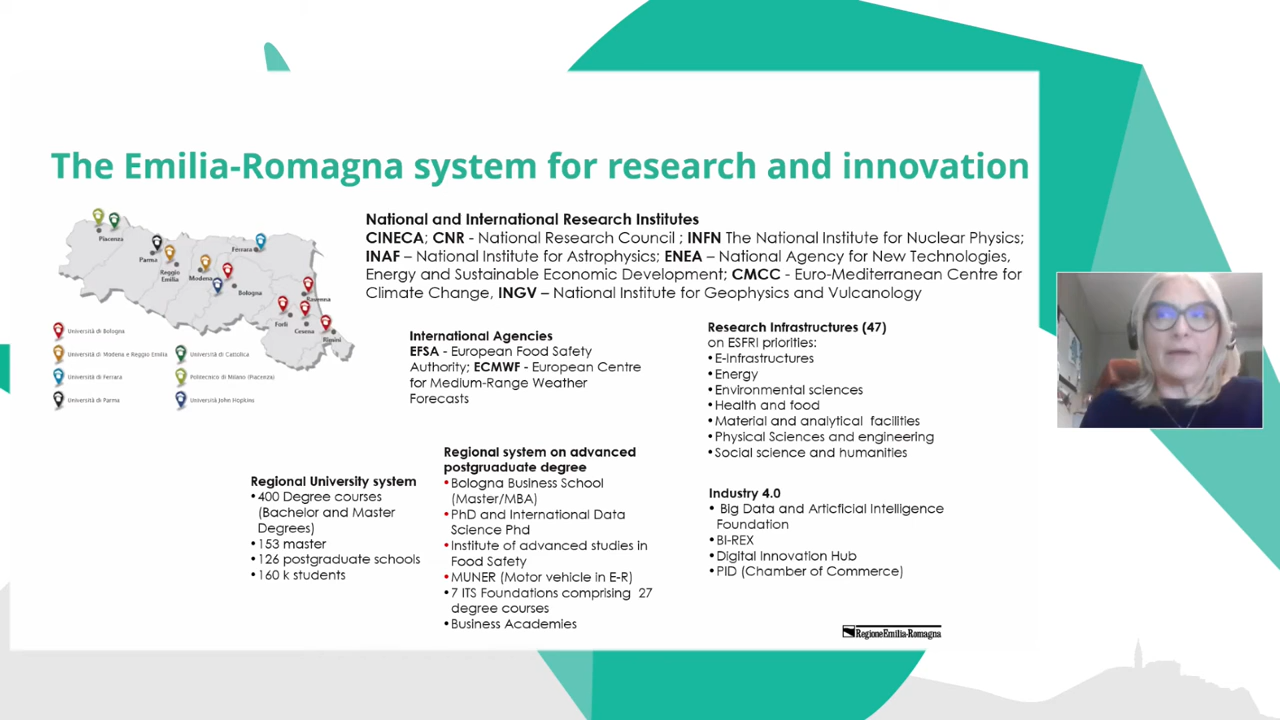 The Emilia-Romagna system for research and innovation
Piacenza
Parma
Reggio
Emilia
Modena
Ferrara
Bologna
Ravenna
Forlì
Cesena
Rimini
Università di Bologna
Università di Modena e Reggio Emilia
Università di Ferrara
Università di Parma
Università di Cattolica
Politecnico di Milano (Piacenza)
Università John Hopkins
National and International Research Institutes
CINECA; CNR - National Research Council ; INFN The National Institute for Nuclear Physics;
INAF – National Institute for Astrophysics; ENEA – National Agency for New Technologies,
Energy and Sustainable Economic Development; CMCC - Euro-Mediterranean Centre for
Climate Change, INGV – National Institute for Geophysics and Vulcanology
International Agencies
EFSA - European Food Safety
Authority; ECMWF - European Centre
for Medium-Range Weather
Forecasts
Research Infrastructures (47)
on ESFRI priorities:
•E-infrastructures
•Energy
•Environmental sciences
•Health and food
•Material and analytical facilities
•Physical Sciences and engineering
•Social science and humanities
Regional University system
•400 Degree courses
(Bachelor and Master
Degrees)
•153 master
•126 postgraduate schools
•160 k students
Regional system on advanced
postgruaduate degree
•Bologna Business School
(Master/MBA)
•PhD and International Data
Science Phd
•Institute of advanced studies in
Food Safety
•MUNER (Motor vehicle in E-R)
•7 ITS Foundations comprising 27
degree courses
•Business Academies
Industry 4.0
• Big Data and Articficial Intelligence
Foundation
•BI-REX
•Digital Innovation Hub
•PID (Chamber of Commerce)
RegioneEmilia-Romagna